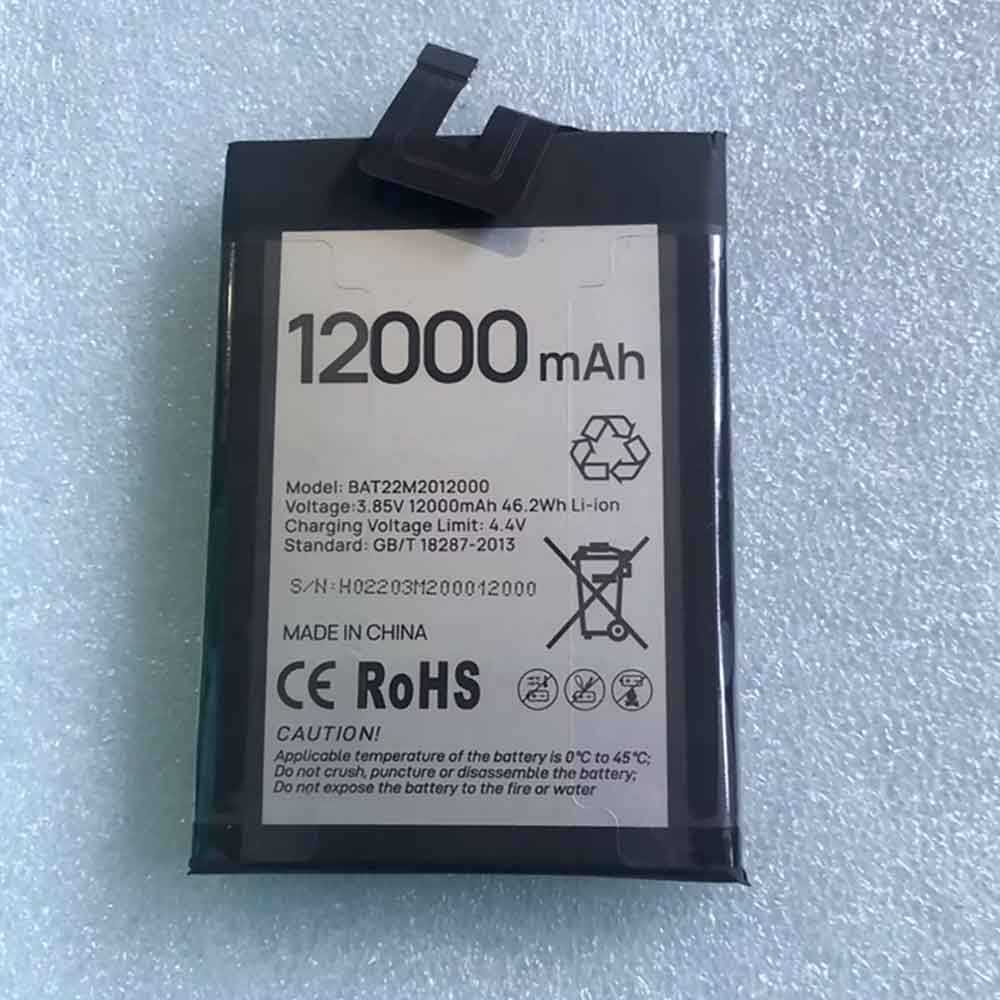 12000 mAh
Model: BAT22M2012000
Voltage:3.85V 12000mAh 46.2Wh Li-ion
Charging Voltage Limit: 4.4V
Standard: GB/T 18287-2013
S/N:H02203M200012000
MADE IN CHINA
CE RoHS
CAUTION!
Applicable temperature of the battery is 0°C to 45°C;
Do not crush, puncture or disassemble the battery;
Do not expose the battery to the fire or water